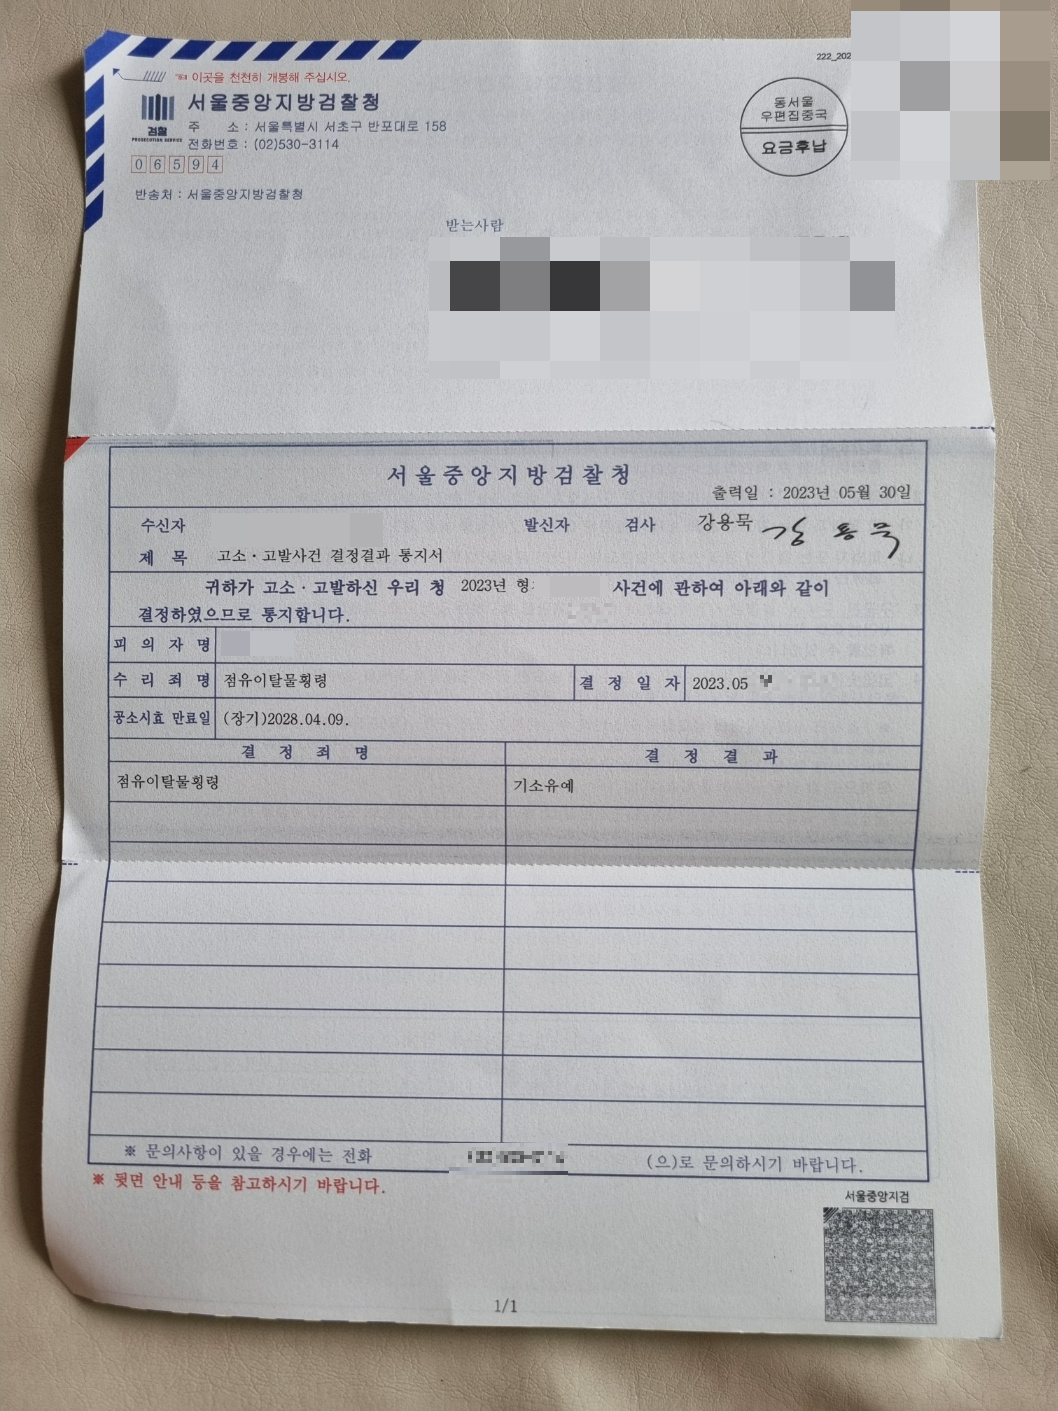 222_202
☜ 이곳을 천천히 개봉해 주십시오.
검찰
PROSECUTION SERVICE
서울중앙지방검찰청
주 소 : 서울특별시 서초구 반포대로 158
전화번호 : (02)530-3114
06594
반송처 : 서울중앙지방검찰청
동서울
우편집중국
요금후납
받는사람
서울중앙지방검찰청
출력일 : 2023년 05월 30일
수신자 발신자 검사 강용묵 강용묵
제 목 고소·고발사건 결정결과 통지서
귀하가 고소·고발하신 우리 청 2023년 형 사건에 관하여 아래와 같이
결정하였으므로 통지합니다.
피 의 자 명
수 리 죄 명 점유이탈물횡령 결 정 일 자 2023.05
공소시효 만료일 (장기)2028.04.09.
결 정 죄 명 결 정 결 과
점유이탈물횡령 기소유예
※ 문의사항이 있을 경우에는 전화 (으)로 문의하시기 바랍니다.
※ 뒷면 안내 등을 참고하시기 바랍니다.
서울중앙지검
1/1